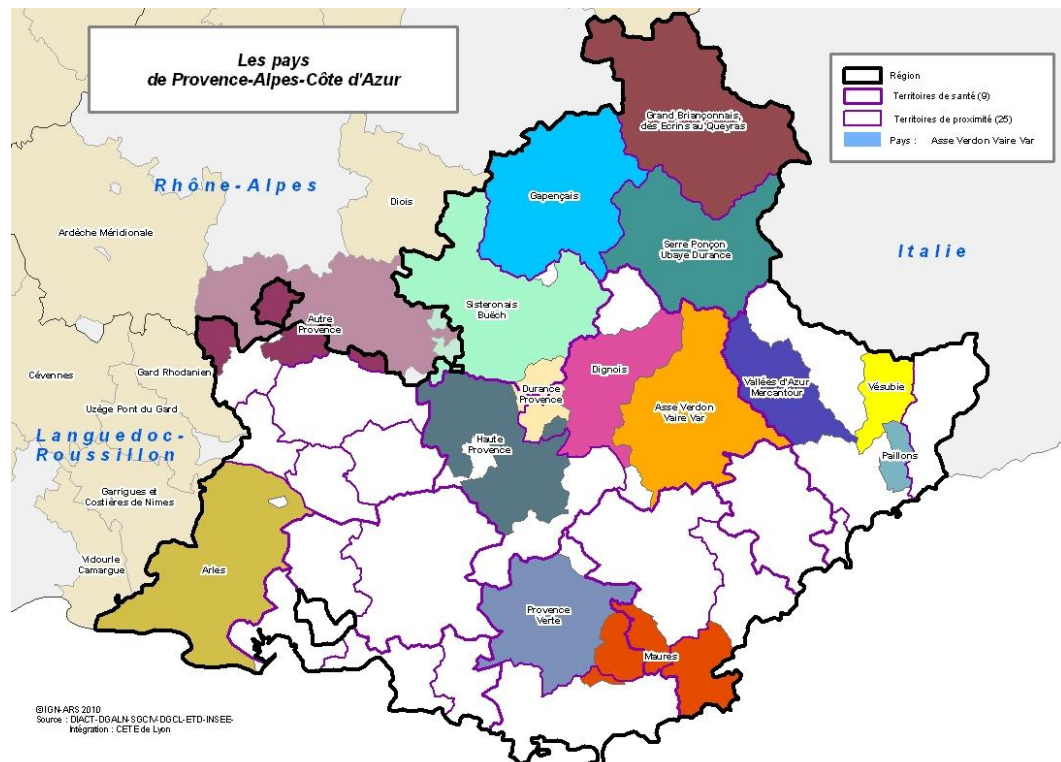 Les pays
de Provence-Alpes-Côte d'Azur
Région
Territoires de santé (9)
Territoires de proximité (25)
Pays : Asse Verdon Vaire Var
Grand Briançonnais,
des Ecrins au Queyras
Rhône-Alpes
Diois
Gapençais
Ardèche Méridionale
Serre Ponçon
Ubaye Durance
Italie
Sisteronais
Buëch
Autre
Provence
Cévennes
Gard Rhodanien
Dignois
Vallées d'Azur
Mercantour
Vésubie
Durance
Provence
Uzège Pont du Gard
Asse Verdon
Vaire Var
Languedoc-
Roussillon
Haute
Provence
Paillons
Garrigues et
Costières de Nimes
Vidourle
Camargue
Arles
Provence
Verte
Maures
©IGN-ARS 2010
Source : DIACT-DGALN-SGCIV-DGCL-ETD-INSEE-
Intégration : CETE de Lyon